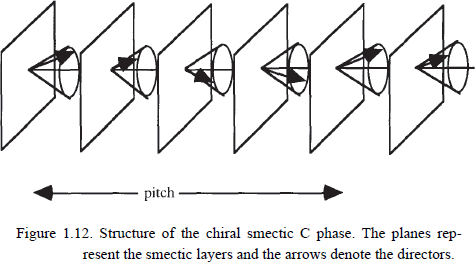 pitch
Figure 1.12. Structure of the chiral smectic C phase. The planes rep-
resent the smectic layers and the arrows denote the directors.